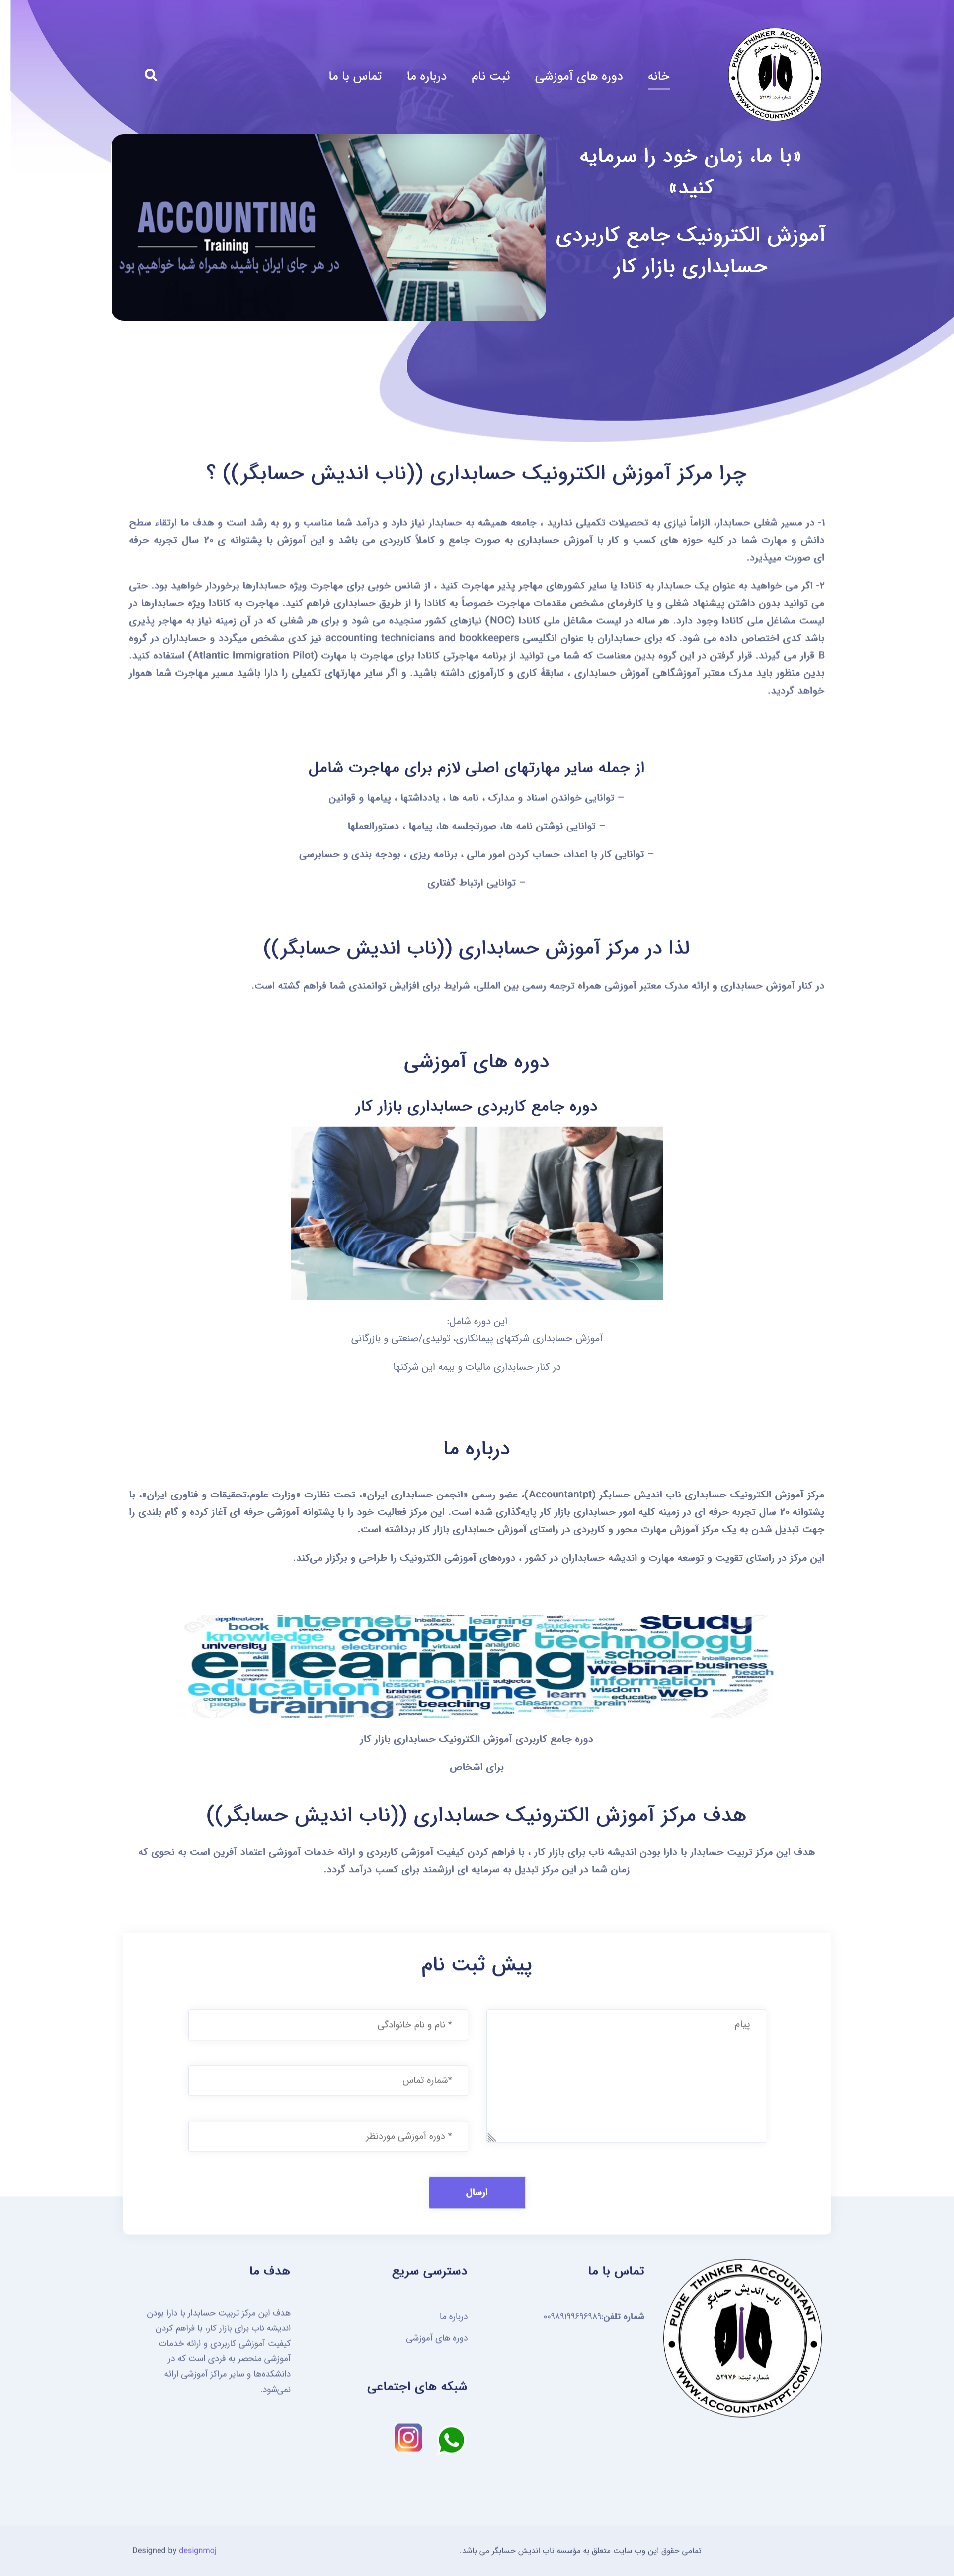 PURE THINKER ACCOUNTANT
ناب اندیش حسابگر
شماره ثبت: ۵۲۹۷۶
WWW.ACCOUNTANTPT.COM
خانه
دوره های آموزشی
ثبت نام
درباره ما
تماس با ما
«با ما، زمان خود را سرمایه
کنید»
آموزش الکترونیک جامع کاربردی
حسابداری بازار کار
ACCOUNTING
Training
در هر جای ایران باشید، همراه شما خواهیم بود
چرا مرکز آموزش الکترونیک حسابداری ((ناب اندیش حسابگر)) ؟
۱- در مسیر شغلی حسابدار، الزاماً نیازی به تحصیلات تکمیلی ندارید ، جامعه همیشه به حسابدار نیاز دارد و درآمد شما مناسب و رو به رشد است و هدف ما ارتقاء سطح
دانش و مهارت شما در کلیه حوزه های کسب و کار با آموزش حسابداری به صورت جامع و کاملاً کاربردی می باشد و این آموزش با پشتوانه ی ۲۰ سال تجربه حرفه
ای صورت میپذیرد.
۲- اگر می خواهید به عنوان یک حسابدار به کانادا یا سایر کشورهای مهاجر پذیر مهاجرت کنید ، از شانس خوبی برای مهاجرت ویژه حسابدارها برخوردار خواهید بود. حتی
می توانید بدون داشتن پیشنهاد شغلی و یا کارفرمای مشخص مقدمات مهاجرت خصوصاً به کانادا را از طریق حسابداری فراهم کنید. مهاجرت به کانادا ویژه حسابدارها در
لیست مشاغل ملی کانادا وجود دارد. هر ساله در لیست مشاغل ملی کانادا (NOC) نیازهای کشور سنجیده می شود و برای هر شغلی که در آن زمینه نیاز به مهاجر پذیری
باشد کدی اختصاص داده می شود. که برای حسابداران با عنوان انگلیسی accounting technicians and bookkeepers نیز کدی مشخص میگردد و حسابداران در گروه
B قرار می گیرند. قرار گرفتن در این گروه بدین معناست که شما می توانید از برنامه مهاجرتی کانادا برای مهاجرت با مهارت (Atlantic Immigration Pilot) استفاده کنید.
بدین منظور باید مدرک معتبر آموزشگاهی آموزش حسابداری ، سابقهٔ کاری و کارآموزی داشته باشید. و اگر سایر مهارتهای تکمیلی را دارا باشید مسیر مهاجرت شما هموار
خواهد گردید.
از جمله سایر مهارتهای اصلی لازم برای مهاجرت شامل
– توانایی خواندن اسناد و مدارک ، نامه ها ، یادداشتها ، پیامها و قوانین
– توانایی نوشتن نامه ها، صورتجلسه ها، پیامها ، دستورالعملها
– توانایی کار با اعداد، حساب کردن امور مالی ، برنامه ریزی ، بودجه بندی و حسابرسی
– توانایی ارتباط گفتاری
لذا در مرکز آموزش حسابداری ((ناب اندیش حسابگر))
در کنار آموزش حسابداری و ارائه مدرک معتبر آموزشی همراه ترجمه رسمی بین المللی، شرایط برای افزایش توانمندی شما فراهم گشته است.
دوره های آموزشی
دوره جامع کاربردی حسابداری بازار کار
این دوره شامل:
آموزش حسابداری شرکتهای پیمانکاری، تولیدی/صنعتی و بازرگانی
در کنار حسابداری مالیات و بیمه این شرکتها
درباره ما
مرکز آموزش الکترونیک حسابداری ناب اندیش حسابگر (Accountantpt)، عضو رسمی «انجمن حسابداری ایران»، تحت نظارت «وزارت علوم،تحقیقات و فناوری ایران»، با
پشتوانه ۲۰ سال تجربه حرفه ای در زمینه کلیه امور حسابداری بازار کار پایه‌گذاری شده است. این مرکز فعالیت خود را با پشتوانه آموزشی حرفه ای آغاز کرده و گام بلندی را
جهت تبدیل شدن به یک مرکز آموزش مهارت محور و کاربردی در راستای آموزش حسابداری بازار کار برداشته است.
این مرکز در راستای تقویت و توسعه مهارت و اندیشه حسابداران در کشور ، دوره‌های آموزشی الکترونیک را طراحی و برگزار می‌کند.
application internet learning study
book computer student technology
knowledge school
university memory electronic analytic
e-learning webinar business
education online information teach
training teaching learn web
دوره جامع کاربردی آموزش الکترونیک حسابداری بازار کار
برای اشخاص
هدف مرکز آموزش الکترونیک حسابداری ((ناب اندیش حسابگر))
هدف این مرکز تربیت حسابدار با دارا بودن اندیشه ناب برای بازار کار ، با فراهم کردن کیفیت آموزشی کاربردی و ارائه خدمات آموزشی اعتماد آفرین است به نحوی که
زمان شما در این مرکز تبدیل به سرمایه ای ارزشمند برای کسب درآمد گردد.
پیش ثبت نام
پیام
* نام و نام خانوادگی
*شماره تماس
* دوره آموزشی موردنظر
ارسال
PURE THINKER ACCOUNTANT
ناب اندیش حسابگر
شماره ثبت: ۵۲۹۷۶
WWW.ACCOUNTANTPT.COM
تماس با ما
شماره تلفن:۰۰۹۸۹۱۹۹۶۹۶۹۸۹
دسترسی سریع
درباره ما
دوره های آموزشی
شبکه های اجتماعی
هدف ما
هدف این مرکز تربیت حسابدار با دارا بودن
اندیشه ناب برای بازار کار، با فراهم کردن
کیفیت آموزشی کاربردی و ارائه خدمات
آموزشی منحصر به فردی است که در
دانشکده‌ها و سایر مراکز آموزشی ارائه
نمی‌شود.
تمامی حقوق این وب سایت متعلق به مؤسسه ناب اندیش حسابگر می باشد.
Designed by designmoj